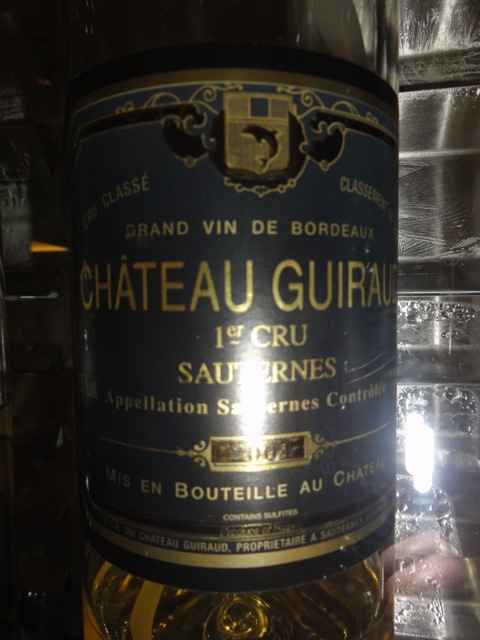 CRU CLASSÉ
CLASSEMENT
GRAND VIN DE BORDEAUX
CHÂTEAU GUIRAUD
1er CRU
SAUTERNES
Appellation Sauternes Contrôlée
MIS EN BOUTEILLE AU CHATEAU
CONTAINS SULFITES
DU CHATEAU GUIRAUD, PROPRIETAIRE A SAUTERNES